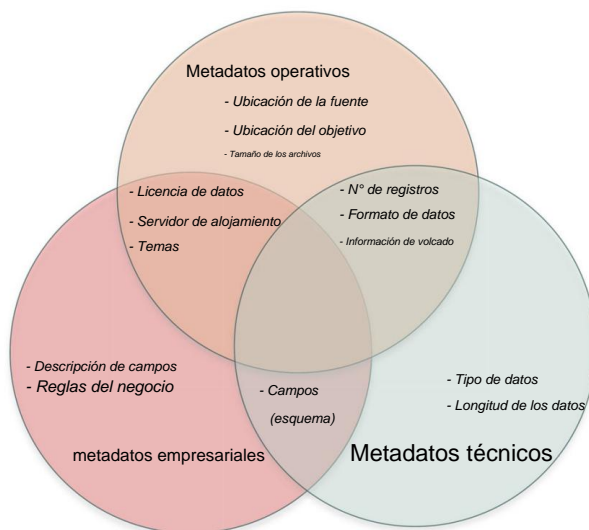 Metadatos operativos
- Ubicación de la fuente
- Ubicación del objetivo
- Tamaño de los archivos
- Licencia de datos
- Servidor de alojamiento
- Temas
- N° de registros
- Formato de datos
- Información de volcado
- Descripción de campos
- Reglas del negocio
- Campos
(esquema)
- Tipo de datos
- Longitud de los datos
metadatos empresariales
Metadatos técnicos